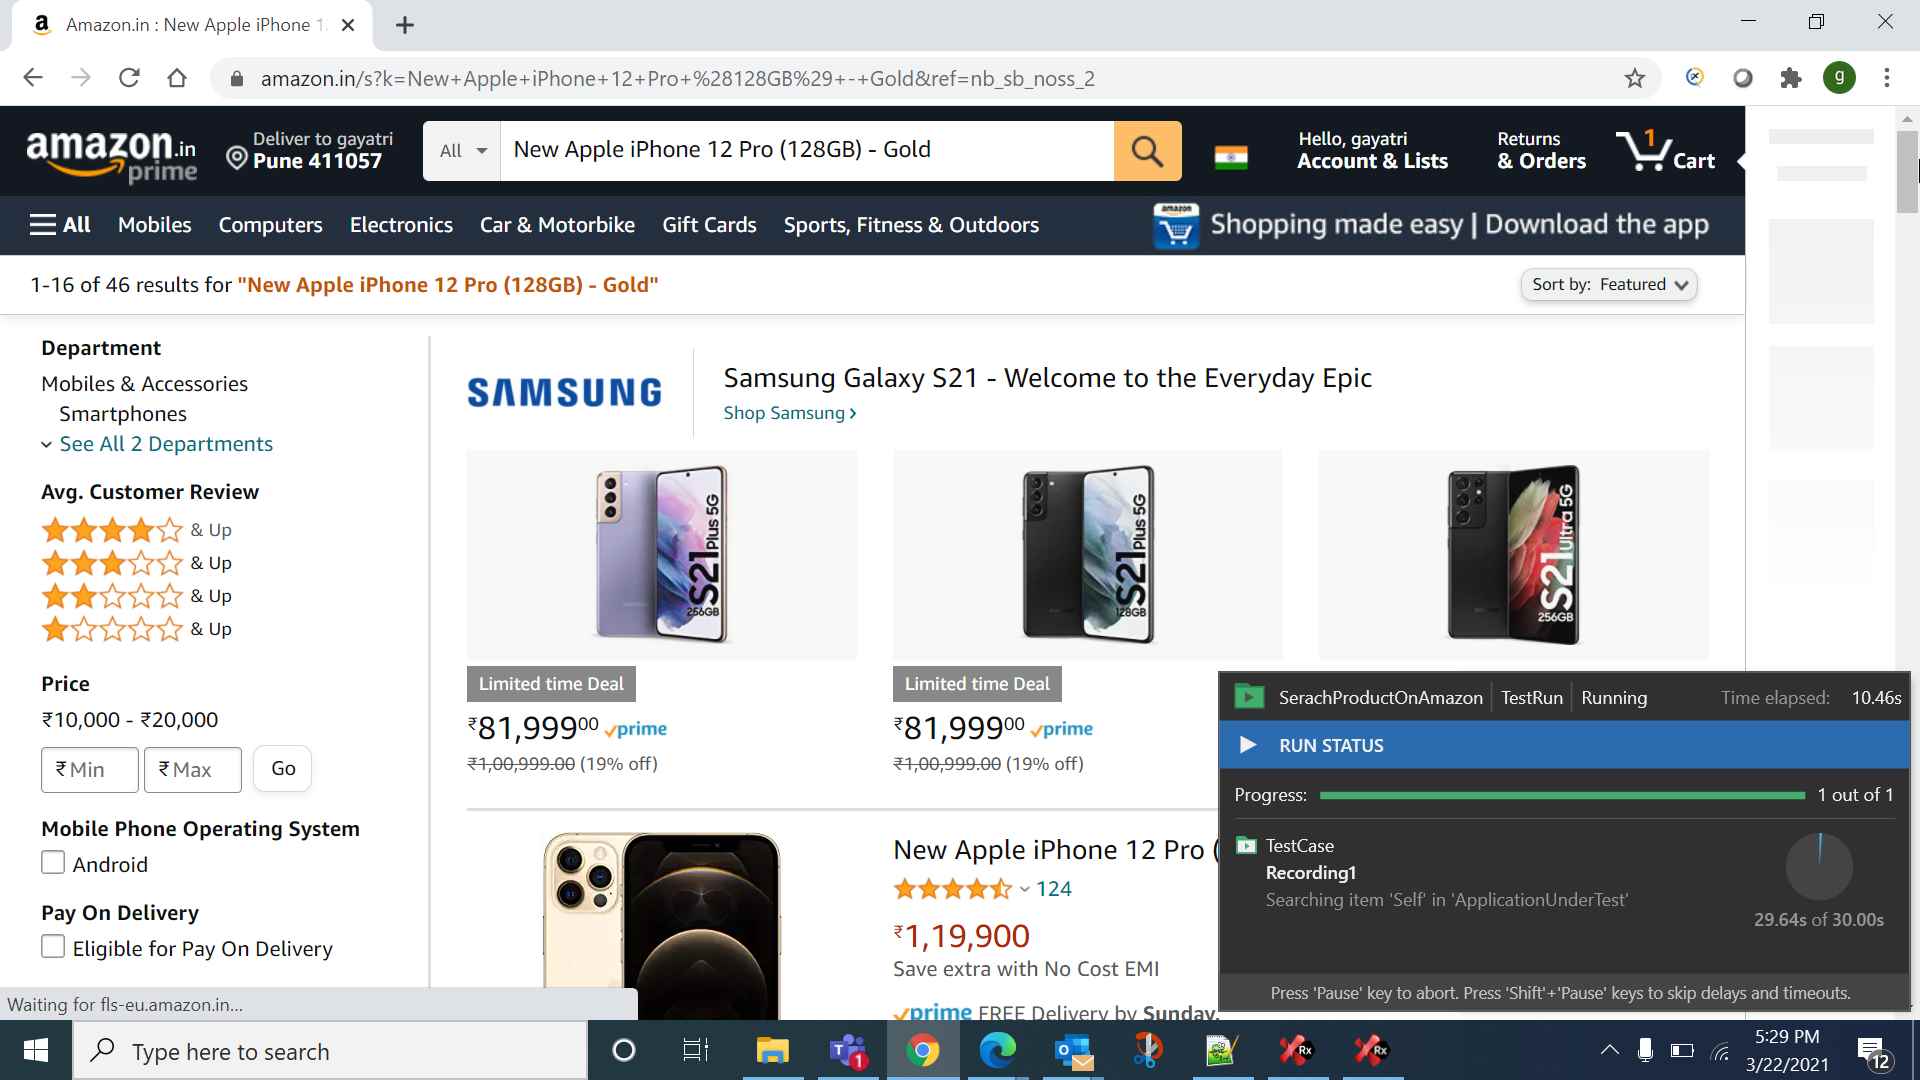 Amazon.in : New Apple iPhone 1
amazon.in/s?k=New+Apple+iPhone+12+Pro+%28128GB%29+-+Gold&ref=nb_sb_noss_2
g
amazon.in
prime
Deliver to gayatri
Pune 411057
All
New Apple iPhone 12 Pro (128GB) - Gold
Hello, gayatri
Account & Lists
Returns
& Orders
1
Cart
All
Mobiles
Computers
Electronics
Car & Motorbike
Gift Cards
Sports, Fitness & Outdoors
amazon
Shopping made easy | Download the app
1-16 of 46 results for "New Apple iPhone 12 Pro (128GB) - Gold"
Sort by: Featured
Department
Mobiles & Accessories
Smartphones
See All 2 Departments
Avg. Customer Review
& Up
& Up
& Up
& Up
Price
₹10,000 - ₹20,000
₹ Min
₹ Max
Go
Mobile Phone Operating System
Android
Pay On Delivery
Eligible for Pay On Delivery
SAMSUNG
Samsung Galaxy S21 - Welcome to the Everyday Epic
Shop Samsung ›
S21 Plus 5G
256GB
S21 Plus 5G
128GB
S21 Ultra 5G
256GB
Limited time Deal
₹81,99900 prime
₹1,00,999.00 (19% off)
Limited time Deal
₹81,99900 prime
₹1,00,999.00 (19% off)
New Apple iPhone 12 Pro (
124
₹1,19,900
Save extra with No Cost EMI
prime FREE Delivery by Sunday,
SerachProductOnAmazon
TestRun
Running
Time elapsed: 10.46s
RUN STATUS
Progress: 1 out of 1
TestCase
Recording1
Searching item 'Self' in 'ApplicationUnderTest'
29.64s of 30.00s
Press 'Pause' key to abort. Press 'Shift'+'Pause' keys to skip delays and timeouts.
Waiting for fls-eu.amazon.in...
Type here to search
T
1
Rx
Rx
5:29 PM
3/22/2021
12